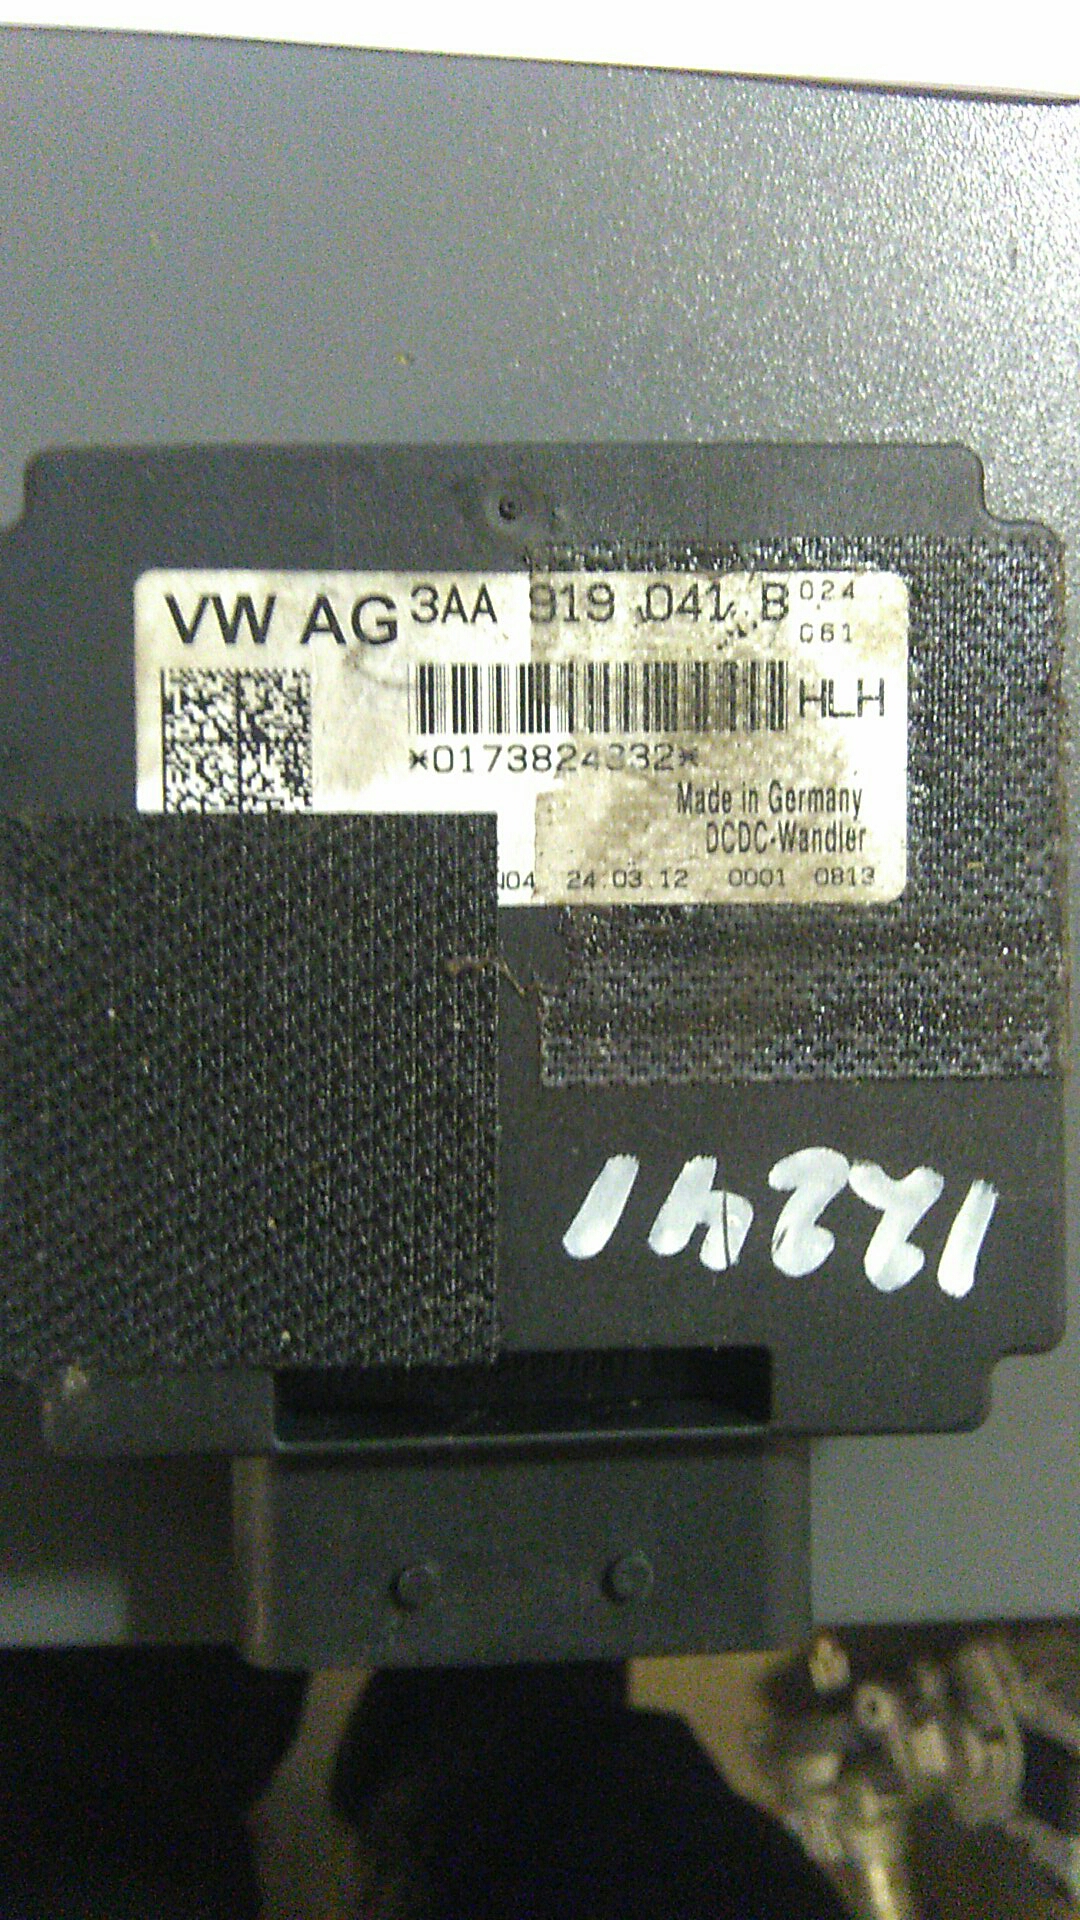 VW AG 3AA 919 041 B 024
C61
HLH
*0173824332*
Made in Germany
DCDC-Wandler
24.03.12 0001 0813
12241